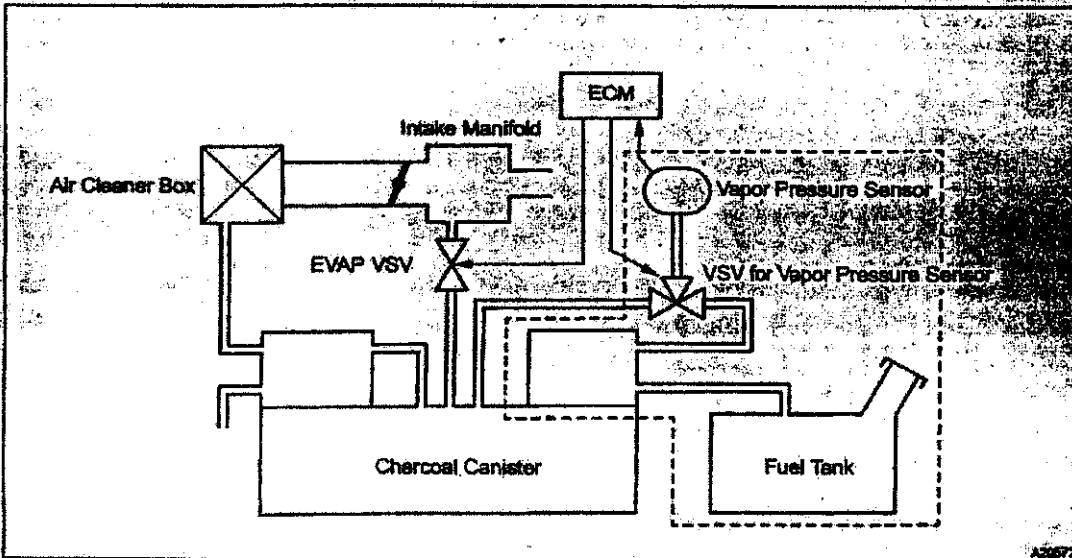 ECM
Intake Manifold
Air Cleaner Box
Vapor Pressure Sensor
EVAP VSV
VSV for Vapor Pressure Sensor
Charcoal Canister
Fuel Tank